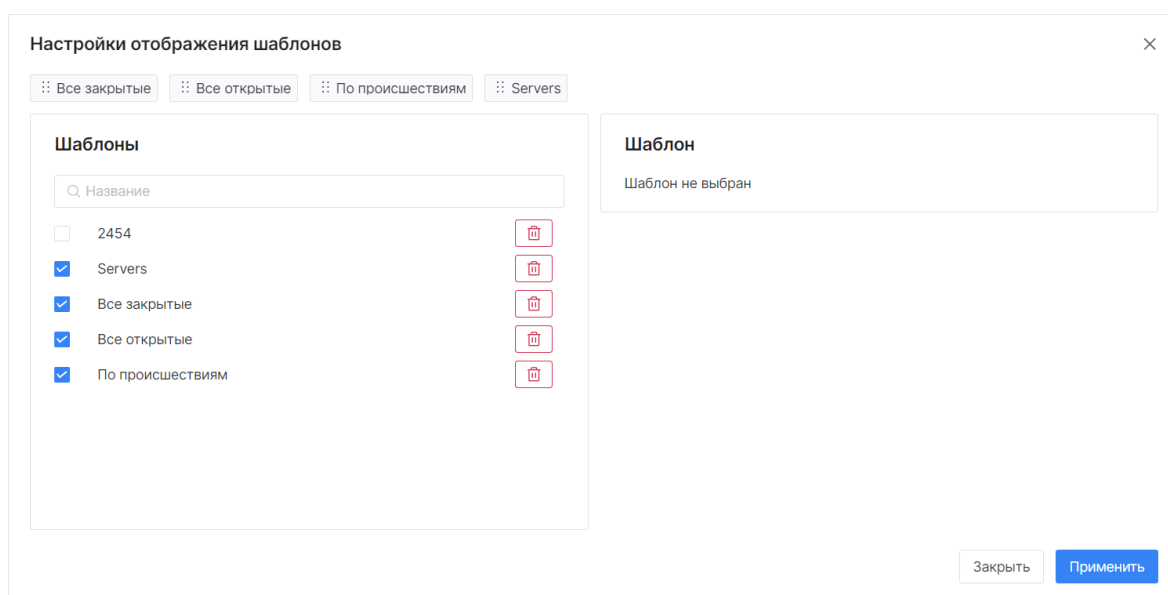 Настройки отображения шаблонов
Все закрытые Все открытые По происшествиям Servers
Шаблоны
Название
2454
Servers
Все закрытые
Все открытые
По происшествиям
Шаблон
Шаблон не выбран
Закрыть Применить